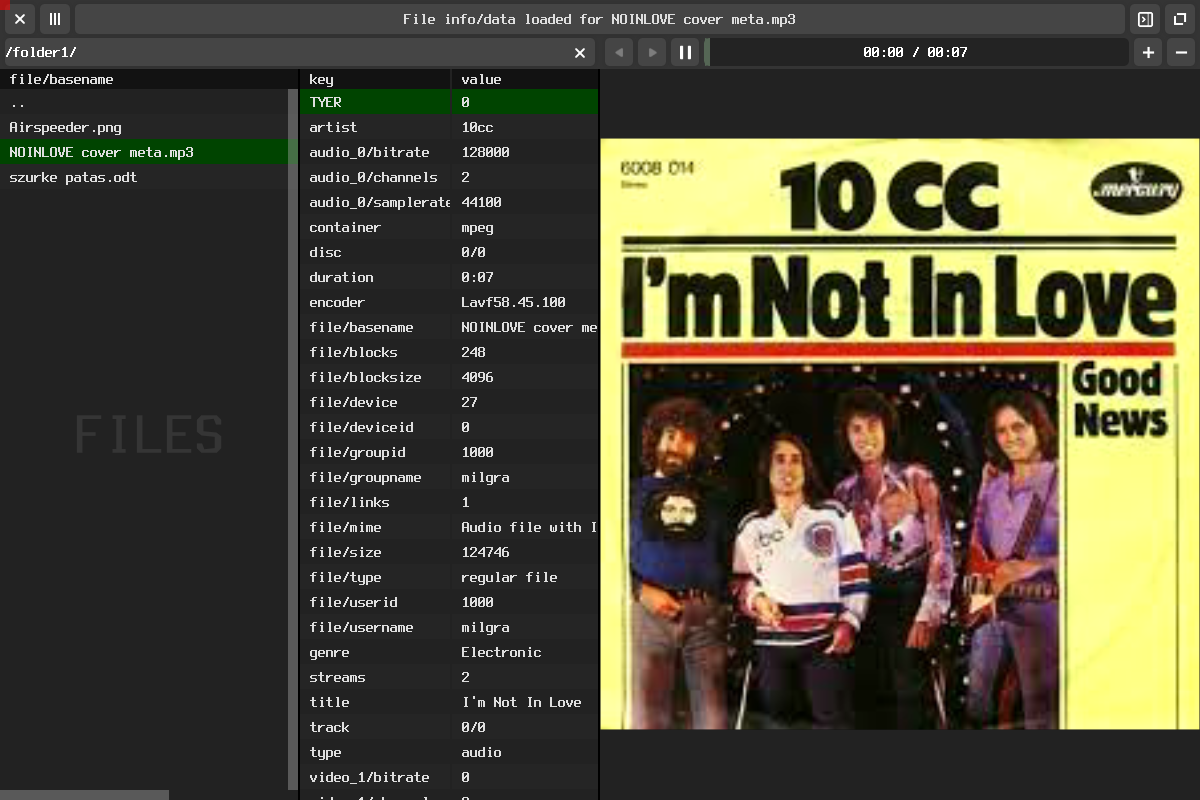 File info/data loaded for NOINLOVE cover meta.mp3
/folder1/
00:00 / 00:07
file/basename
..
Airspeeder.png
NOINLOVE cover meta.mp3
szurke patas.odt
FILES
key value
TYER 0
artist 10cc
audio_0/bitrate 128000
audio_0/channels 2
audio_0/samplerate 44100
container mpeg
disc 0/0
duration 0:07
encoder Lavf58.45.100
file/basename NOINLOVE cover me
file/blocks 248
file/blocksize 4096
file/device 27
file/deviceid 0
file/groupid 1000
file/groupname milgra
file/links 1
file/mime Audio file with I
file/size 124746
file/type regular file
file/userid 1000
file/username milgra
genre Electronic
streams 2
title I'm Not In Love
track 0/0
type audio
video_1/bitrate 0
6008 014
Stereo
10 CC
mercury
I'm Not In Love
Good
News